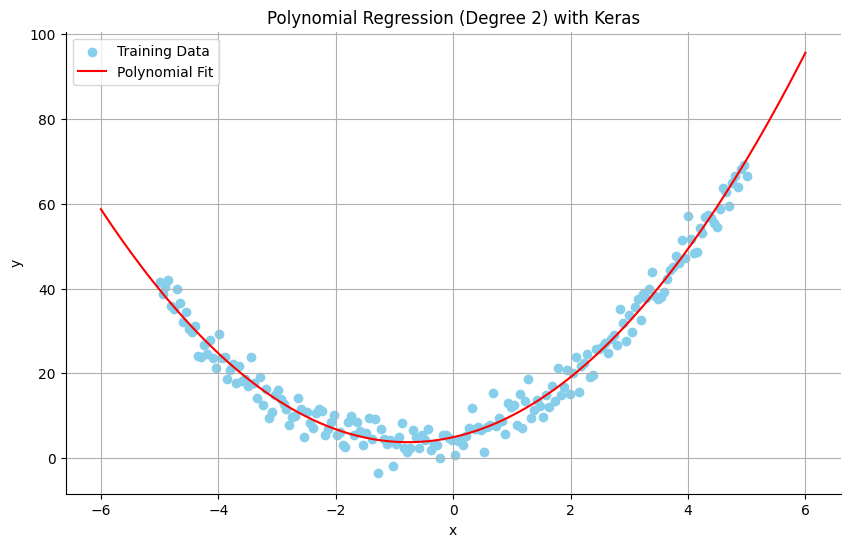 Polynomial Regression (Degree 2) with Keras
Training Data
Polynomial Fit
y
100
80
60
40
20
0
−6
−4
−2
0
2
4
6
x